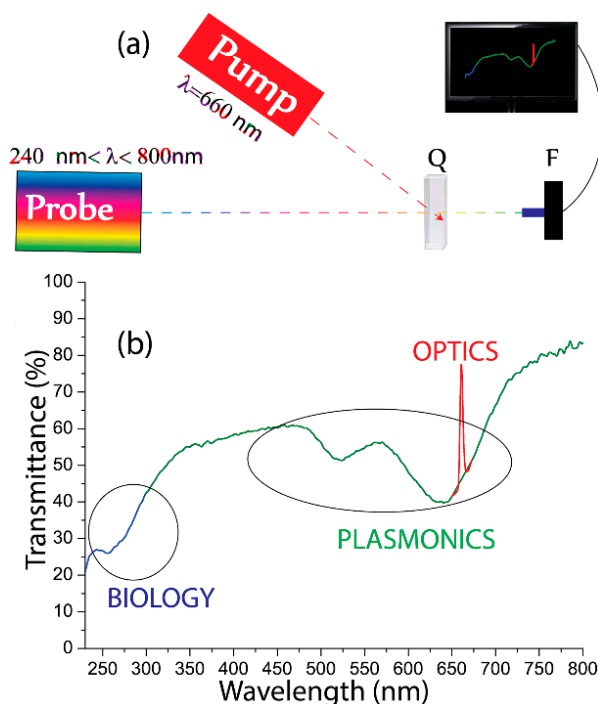 (a)
Pump
λ=660 nm
240 nm< λ< 800nm
Probe
Q
F
(b)
OPTICS
PLASMONICS
BIOLOGY
Transmittance (%)
100
90
80
70
60
50
40
30
20
10
0
250 300 350 400 450 500 550 600 650 700 750 800
Wavelength (nm)